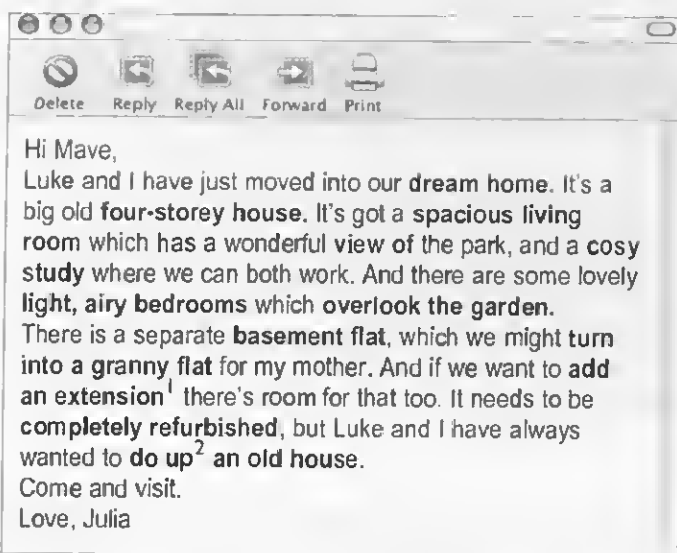 Delete Reply Reply All Forward Print
Hi Mave,
Luke and I have just moved into our dream home. It's a
big old four-storey house. It's got a spacious living
room which has a wonderful view of the park, and a cosy
study where we can both work. And there are some lovely
light, airy bedrooms which overlook the garden.
There is a separate basement flat, which we might turn
into a granny flat for my mother. And if we want to add
an extension¹ there's room for that too. It needs to be
completely refurbished, but Luke and I have always
wanted to do up² an old house.
Come and visit.
Love, Julia